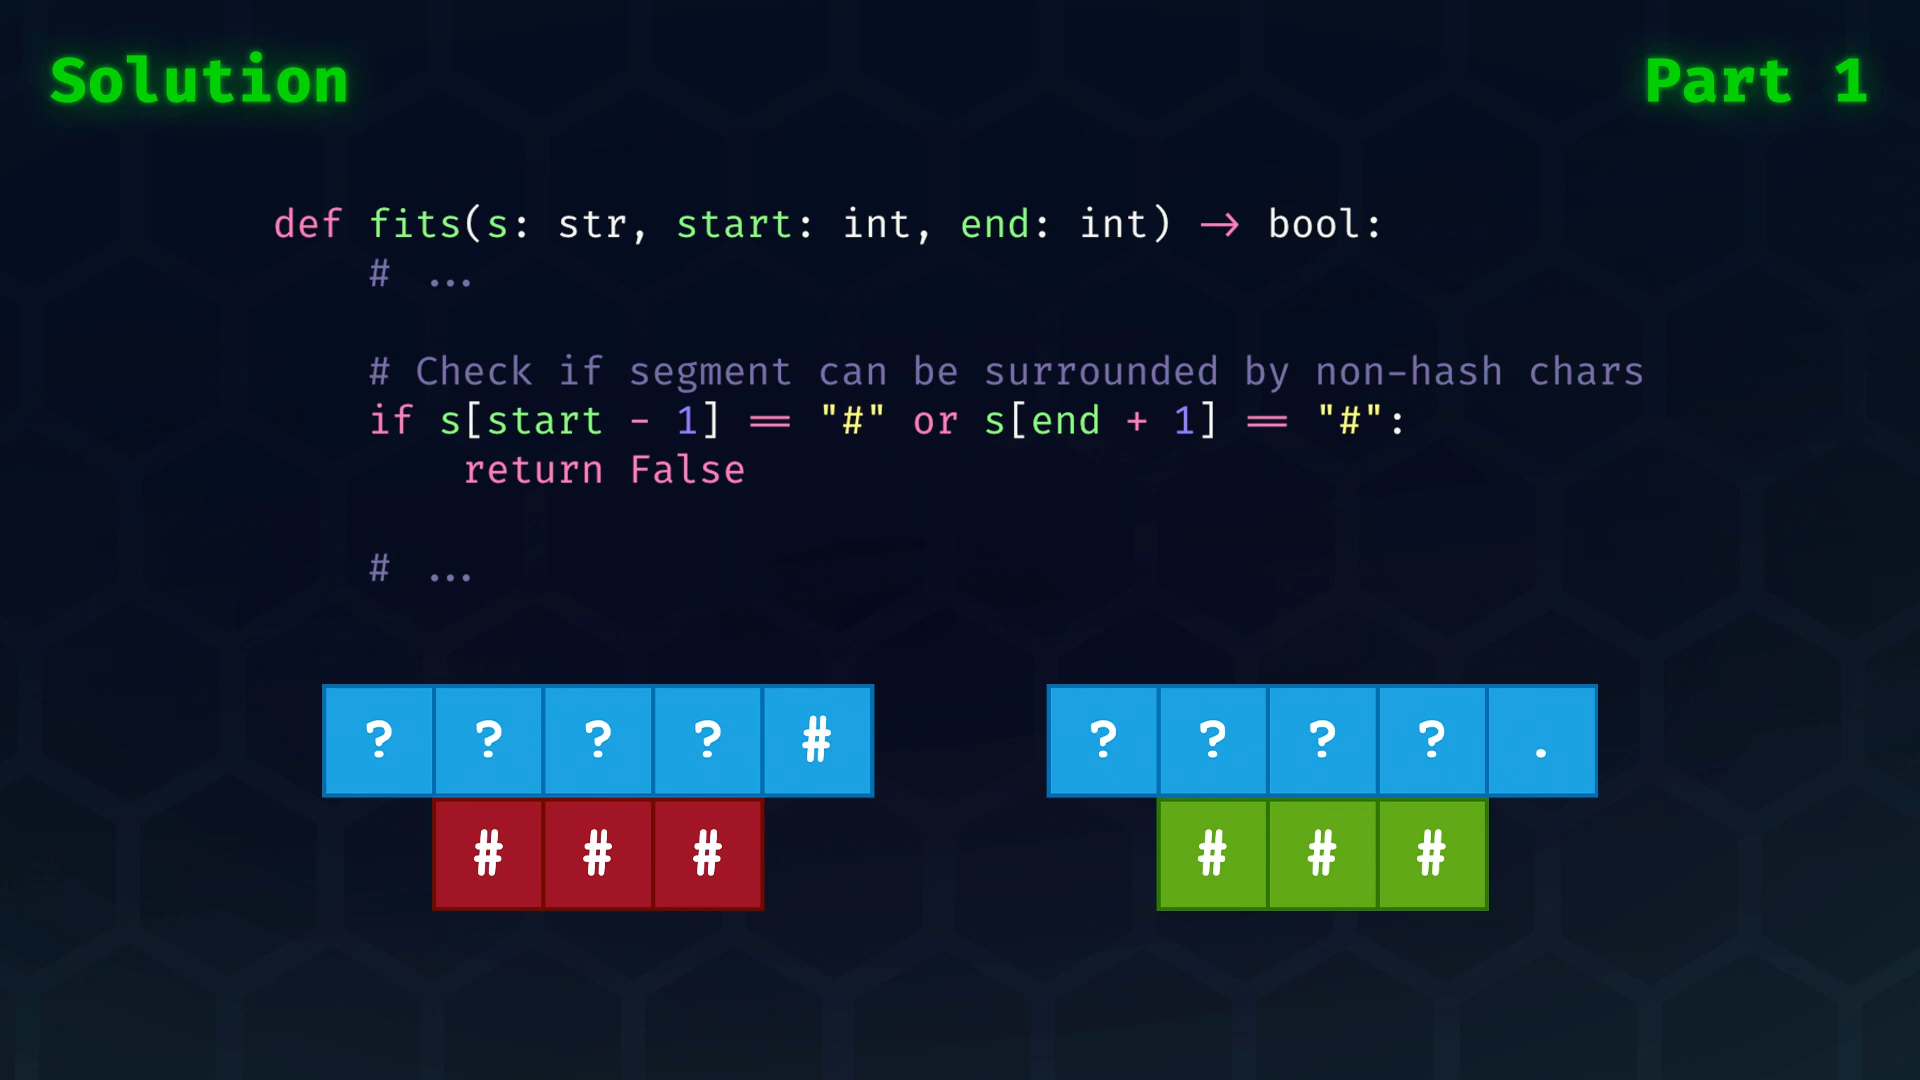 Solution
Part 1
def fits(s: str, start: int, end: int) → bool:
# ...
# Check if segment can be surrounded by non-hash chars
if s[start - 1] == "#" or s[end + 1] == "#":
return False
# ...
? ? ? ? #
# # #
? ? ? ? .
# # #